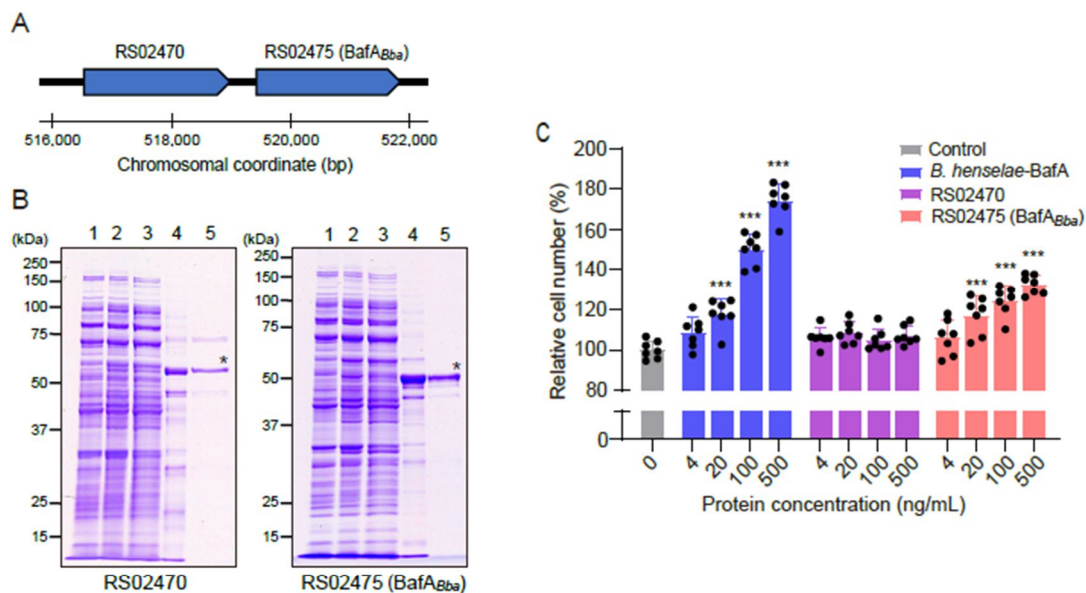 A
RS02470
RS02475 (BafABba)
516,000
518,000
520,000
522,000
Chromosomal coordinate (bp)
B
(kDa)
1 2 3 4 5
250
150
100
75
50
37
25
15
*
RS02470
(kDa)
1 2 3 4 5
250
150
100
75
50
37
25
15
*
RS02475 (BafABba)
C
Relative cell number (%)
200
180
160
140
120
100
80
0
***
***
***
***
***
***
Control
B. henselae-BafA
RS02470
RS02475 (BafABba)
0
4 20 100 500
4 20 100 500
4 20 100 500
Protein concentration (ng/mL)